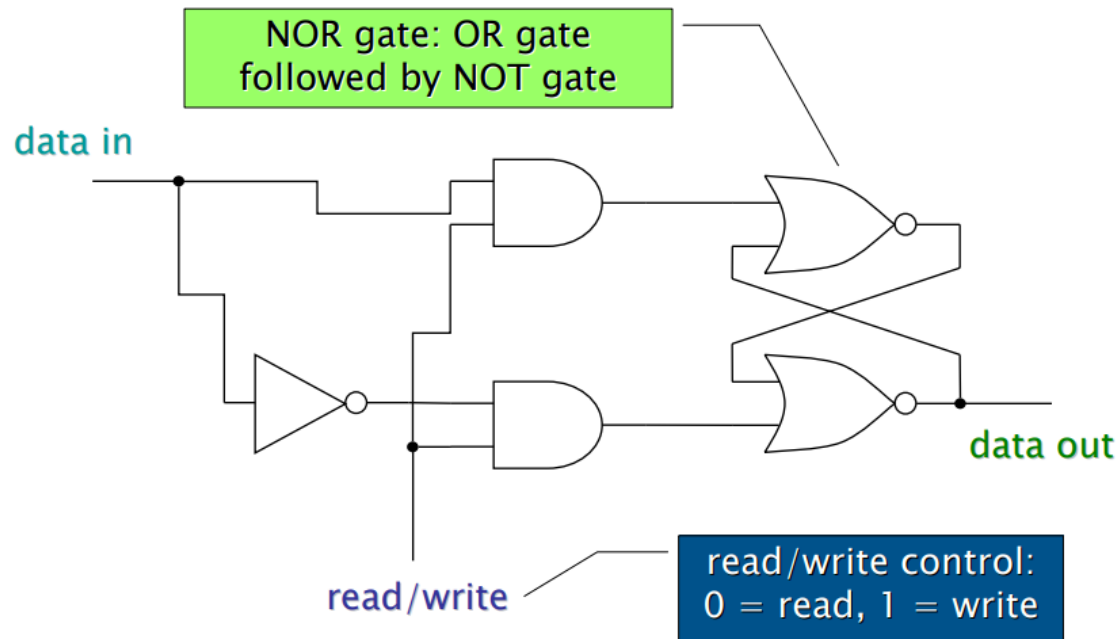 NOR gate: OR gate
followed by NOT gate
data in
data out
read/write
read/write control:
0 = read, 1 = write